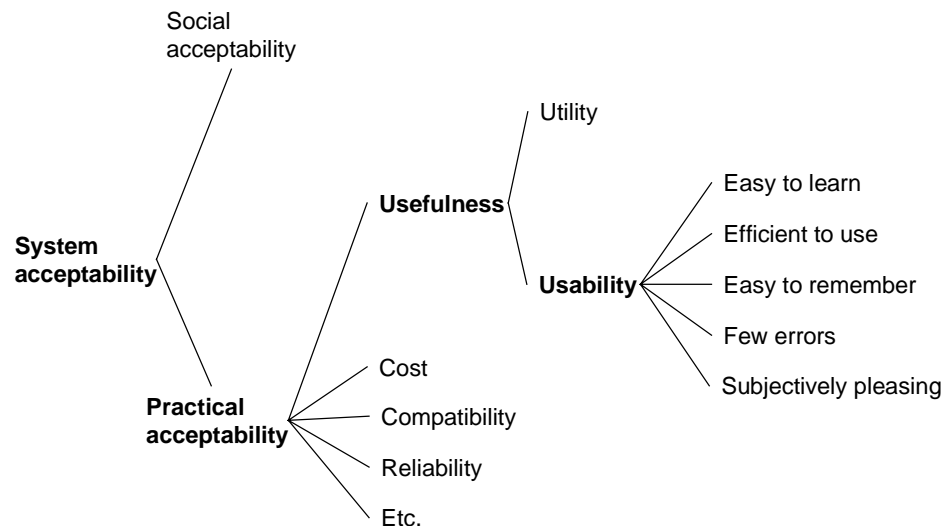 Social
acceptability
Utility
Easy to learn
Usefulness
Efficient to use
System
acceptability
Usability
Easy to remember
Few errors
Cost
Subjectively pleasing
Practical
acceptability
Compatibility
Reliability
Etc.